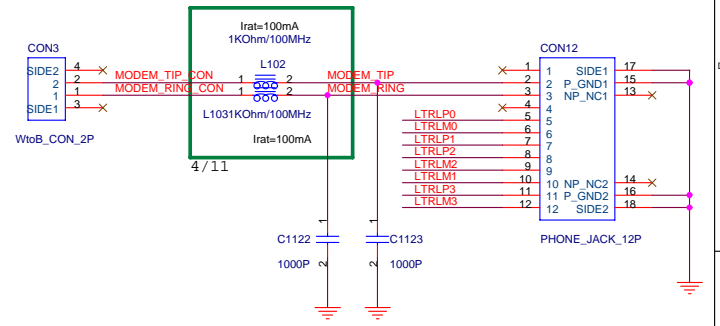 Irat=100mA
1KOhm/100MHz
CON3
L102
CON12
SIDE2 4
MODEM_TIP_CON
MODEM_TIP
1 1 SIDE1 17
2 2 1 2 2 2 P_GND1 15
1 1 MODEM_RING_CON 1 2 MODEM_RING 3 3 NP_NC1 13
SIDE1 3
4 4
L1031KOhm/100MHz
LTRLP0 5 5
LTRLM0 6 6
WtoB_CON_2P
Irat=100mA
LTRLP1 7 7
LTRLP2 8 8
4/11
LTRLM2 9 9
LTRLM1 10 10 NP_NC2 14
LTRLP3 11 11 P_GND2 16
LTRLM3 12 12 SIDE2 18
1 1
C1122 C1123
PHONE_JACK_12P
1000P 1000P
2 2